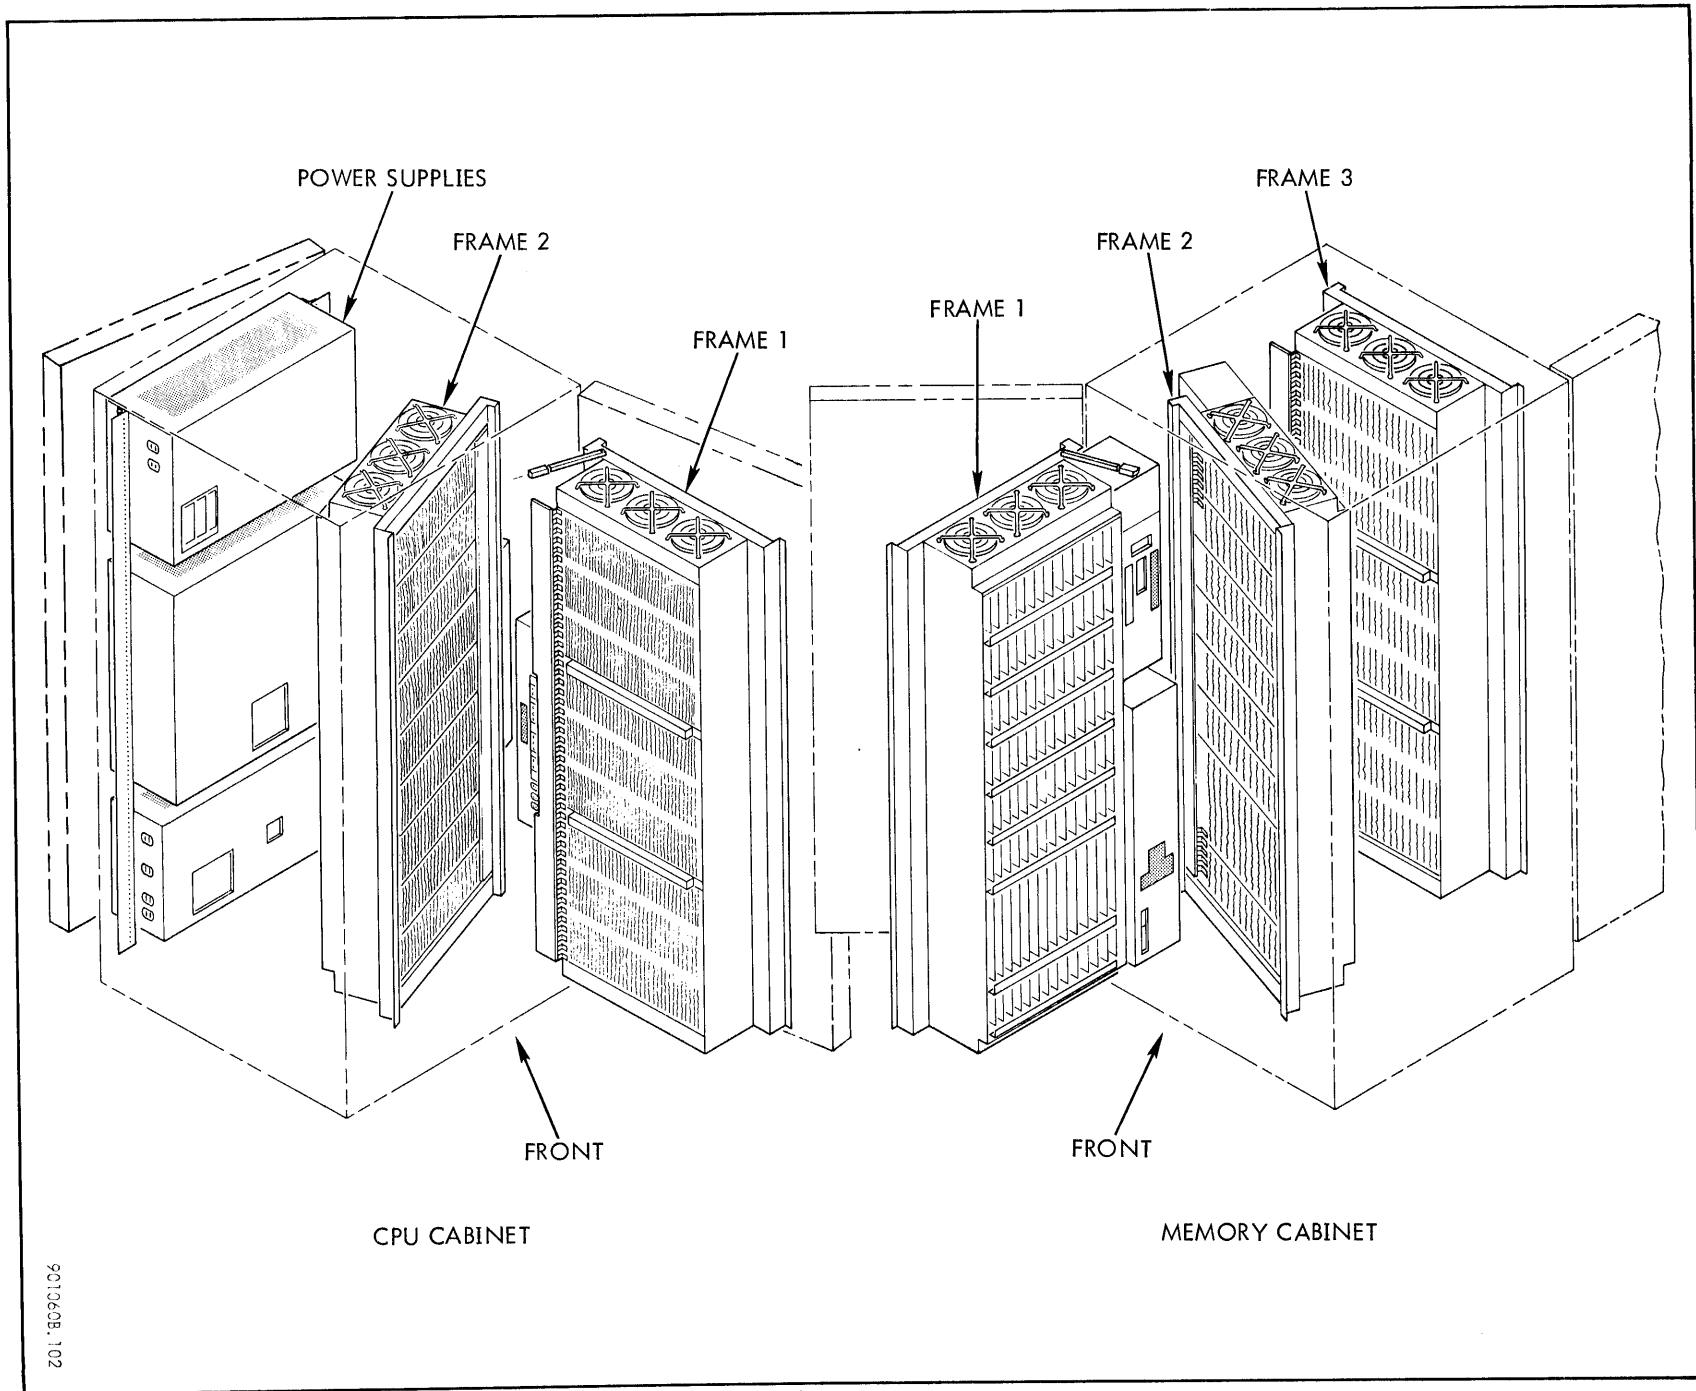 POWER SUPPLIES
FRAME 2
FRAME 1
FRAME 1
FRAME 2
FRAME 3
FRONT
FRONT
CPU CABINET
MEMORY CABINET
901060B. 102